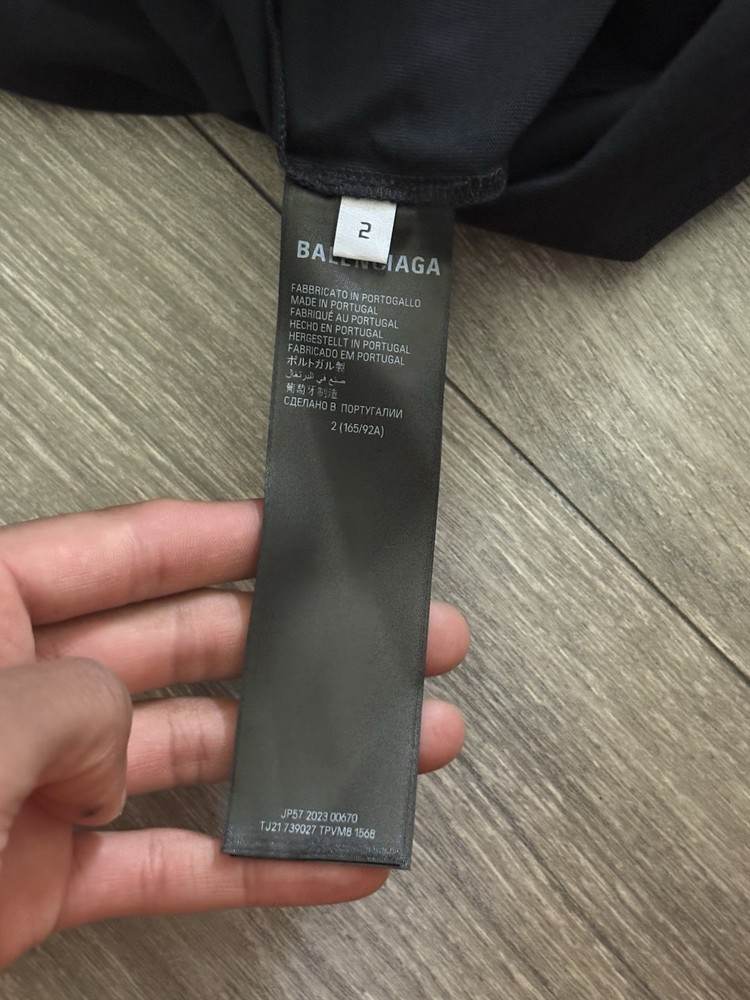 2
BALENCIAGA
FABBRICATO IN PORTOGALLO
MADE IN PORTUGAL
FABRIQUÉ AU PORTUGAL
HECHO EN PORTUGAL
HERGESTELLT IN PORTUGAL
FABRICADO EM PORTUGAL
ポルトガル製
صنع في البرتغال
葡萄牙制造
СДЕЛАНО В ПОРТУГАЛИИ
2 (165/92A)
JP57 2023 00670
TJ21 739027 TPVM8 1568